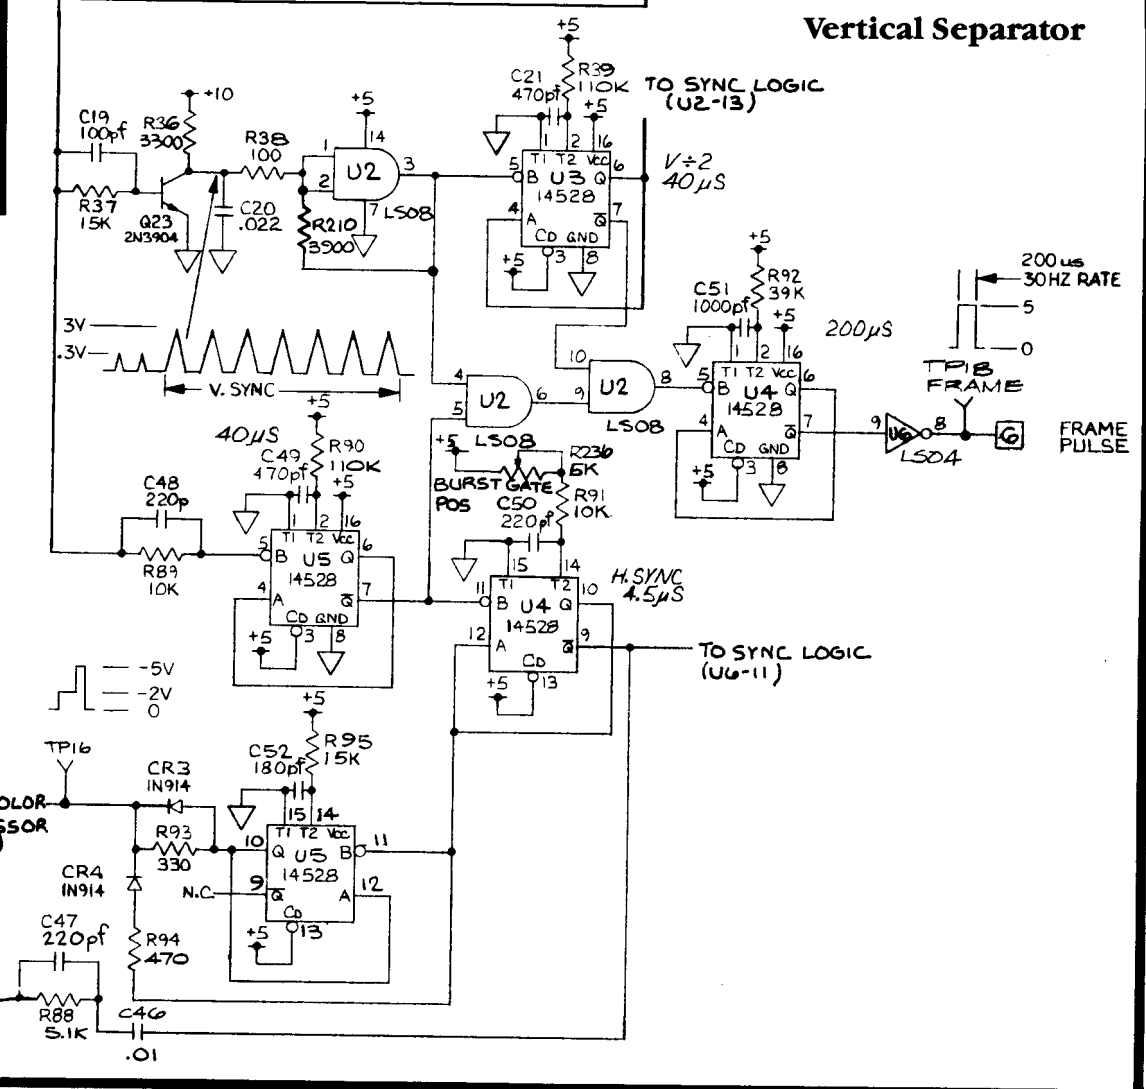 Vertical Separator
+5
C21
470pf
R39
110K
+5
TO SYNC LOGIC
(U2-13)
1 2 16
T1 T2 VCC
5 B U3 Q 6
14528
4 A Q 7
CD GND
+5 3 8
V÷2
40µS
+10
C19
100pf
R36
3300
R38
100
+5
14
1
2
U2
3
7 LS08
R37
15K
Q23
2N3904
C20
.022
R210
3900
3V
.3V
V. SYNC
+5
R92
39K
C51
1000pf
+5
200µS
1 2 16
T1 T2 VCC
5 B U4 Q 6
14528
4 A Q 7
CD GND
+5 3 8
200us
30HZ RATE
5
0
TP18
FRAME
9 U6 8
LS04
6
FRAME
PULSE
10
9
U2
8
LS08
4
5
U2
6
LS08
+5
40µS
R90
110K
C49
470pf
+5
1 2 16
T1 T2 VCC
5 B U5 Q 6
14528
4 A Q 7
CD GND
+5 3 8
C48
220p
R89
10K
+5
R236
5K
BURST GATE
POS
R91
10K
C50
220pf
15 14
T1 T2
11 B U4 Q 10
14528
12 A Q 9
CD
+5 13
H.SYNC
4.5µS
TO SYNC LOGIC
(U6-11)
-5V
-2V
0
TP16
OLOR
SSOR
)
CR3
1N914
R93
330
CR4
1N914
R94
470
+5
C52
180pf
R95
15K
15 14
T1 T2 VCC
10 Q U5 B 11
14528
N.C. 9 Q A 12
CD
+5 13
C47
220pf
R88
5.1K
C46
.01